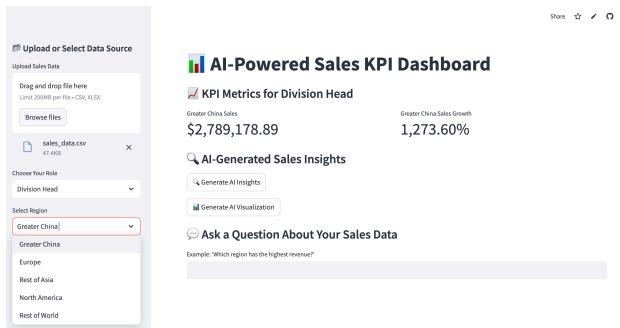 Share
Upload or Select Data Source
Upload Sales Data
Drag and drop file here
Limit 200MB per file • CSV, XLSX
Browse files
sales_data.csv
47.4KB
Choose Your Role
Division Head
Select Region
Greater China
Greater China
Europe
Rest of Asia
North America
Rest of World
AI-Powered Sales KPI Dashboard
KPI Metrics for Division Head
Greater China Sales
$2,789,178.89
Greater China Sales Growth
1,273.60%
AI-Generated Sales Insights
Generate AI Insights
Generate AI Visualization
Ask a Question About Your Sales Data
Example: 'Which region has the highest revenue?'